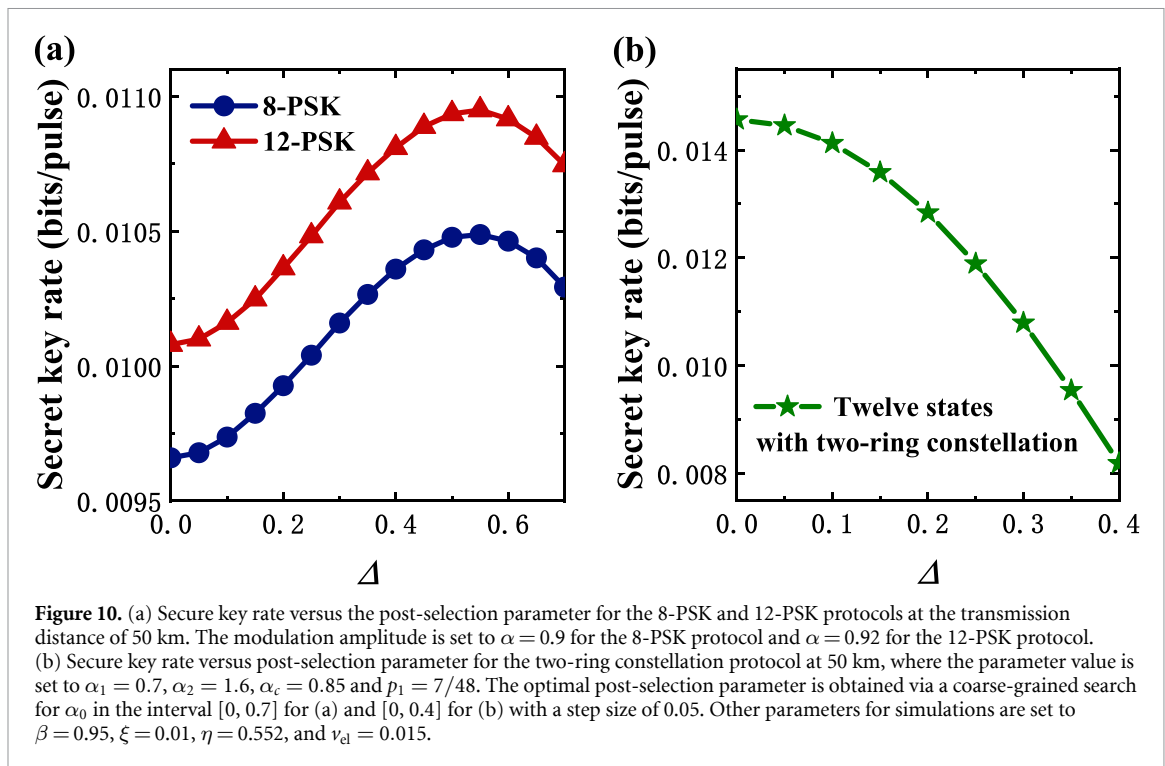 (a)
Secret key rate (bits/pulse)
0.0110
0.0105
0.0100
0.0095
8-PSK
12-PSK
0.0
0.2
0.4
0.6
Δ
(b)
Secret key rate (bits/pulse)
0.014
0.012
0.010
0.008
Twelve states
with two-ring constellation
0.0
0.1
0.2
0.3
0.4
Δ
Figure 10. (a) Secure key rate versus the post-selection parameter for the 8-PSK and 12-PSK protocols at the transmission
distance of 50 km. The modulation amplitude is set to α = 0.9 for the 8-PSK protocol and α = 0.92 for the 12-PSK protocol.
(b) Secure key rate versus post-selection parameter for the two-ring constellation protocol at 50 km, where the parameter value is
set to α₁ = 0.7, α₂ = 1.6, α_c = 0.85 and p₁ = 7/48. The optimal post-selection parameter is obtained via a coarse-grained search
for α₀ in the interval [0, 0.7] for (a) and [0, 0.4] for (b) with a step size of 0.05. Other parameters for simulations are set to
β = 0.95, ξ = 0.01, η = 0.552, and ν_el = 0.015.